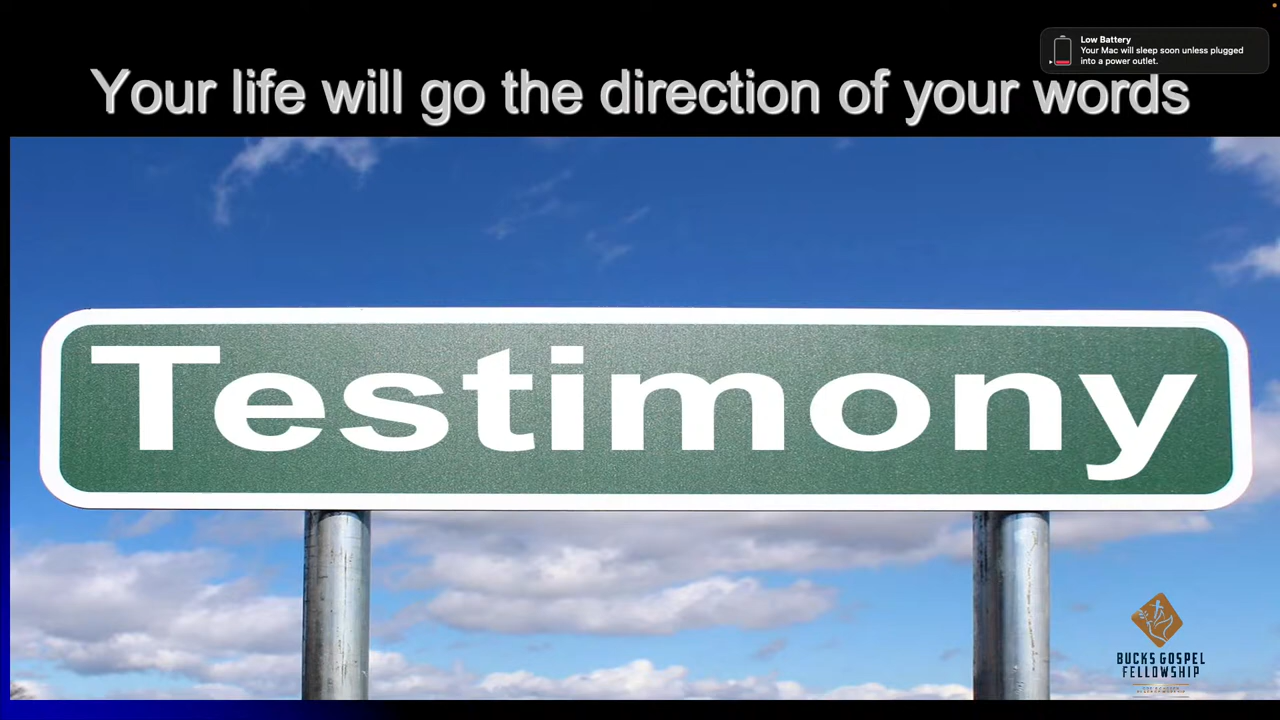 Low Battery
Your Mac will sleep soon unless plugged
into a power outlet.
Your life will go the direction of your words
Testimony
BUCKS GOSPEL
FELLOWSHIP